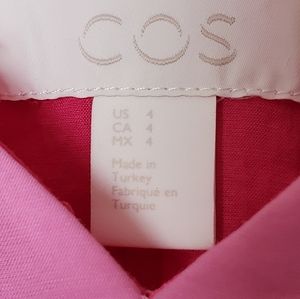 COS
US 4
CA 4
MX 4
Made in
Turkey
Fabriqué en
Turquie